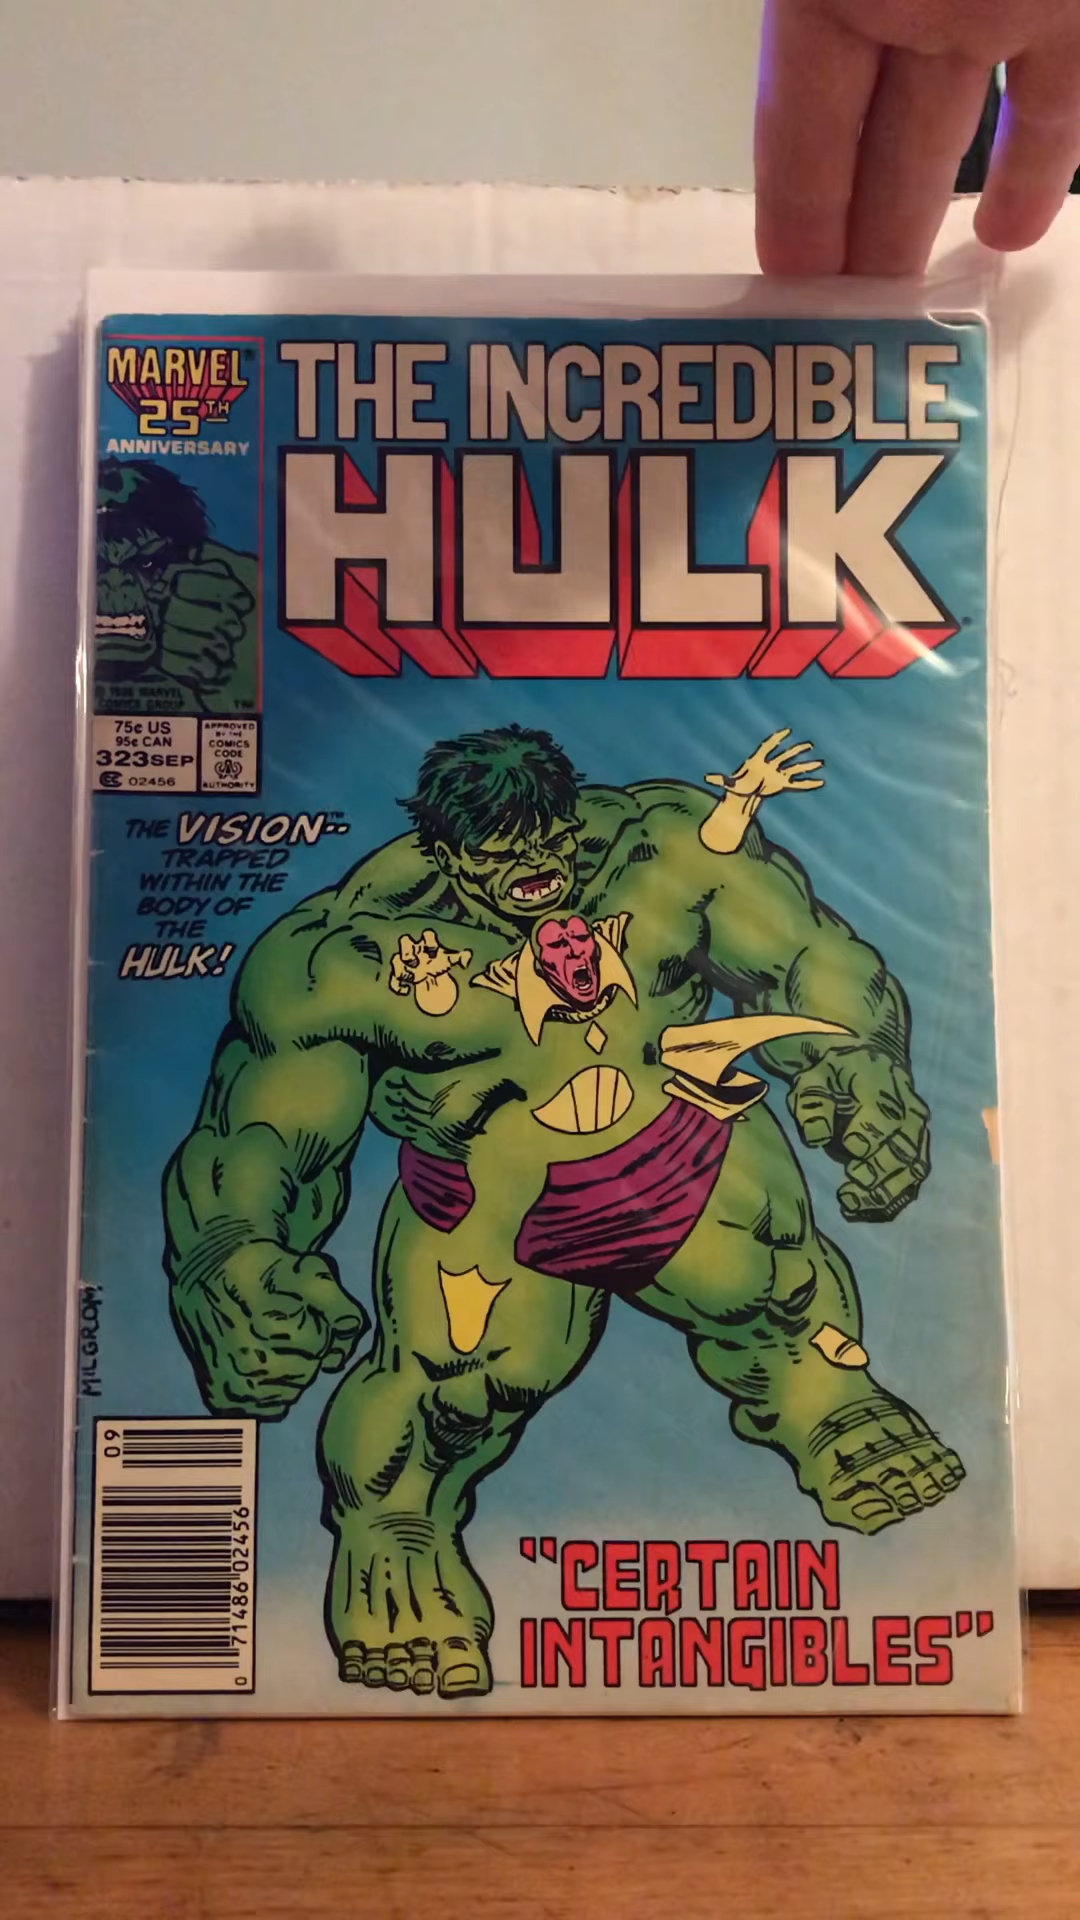 MARVEL
25TH
ANNIVERSARY
THE INCREDIBLE
HULK
© 1986 MARVEL
COMICS GROUP
TM
75¢ US
95¢ CAN
323 SEP
CC 02456
APPROVED
BY THE
COMICS
CODE
AUTHORITY
THE VISION--™
TRAPPED
WITHIN THE
BODY OF
THE
HULK!
MILGROM
09
0 71486 02456
"CERTAIN
INTANGIBLES"